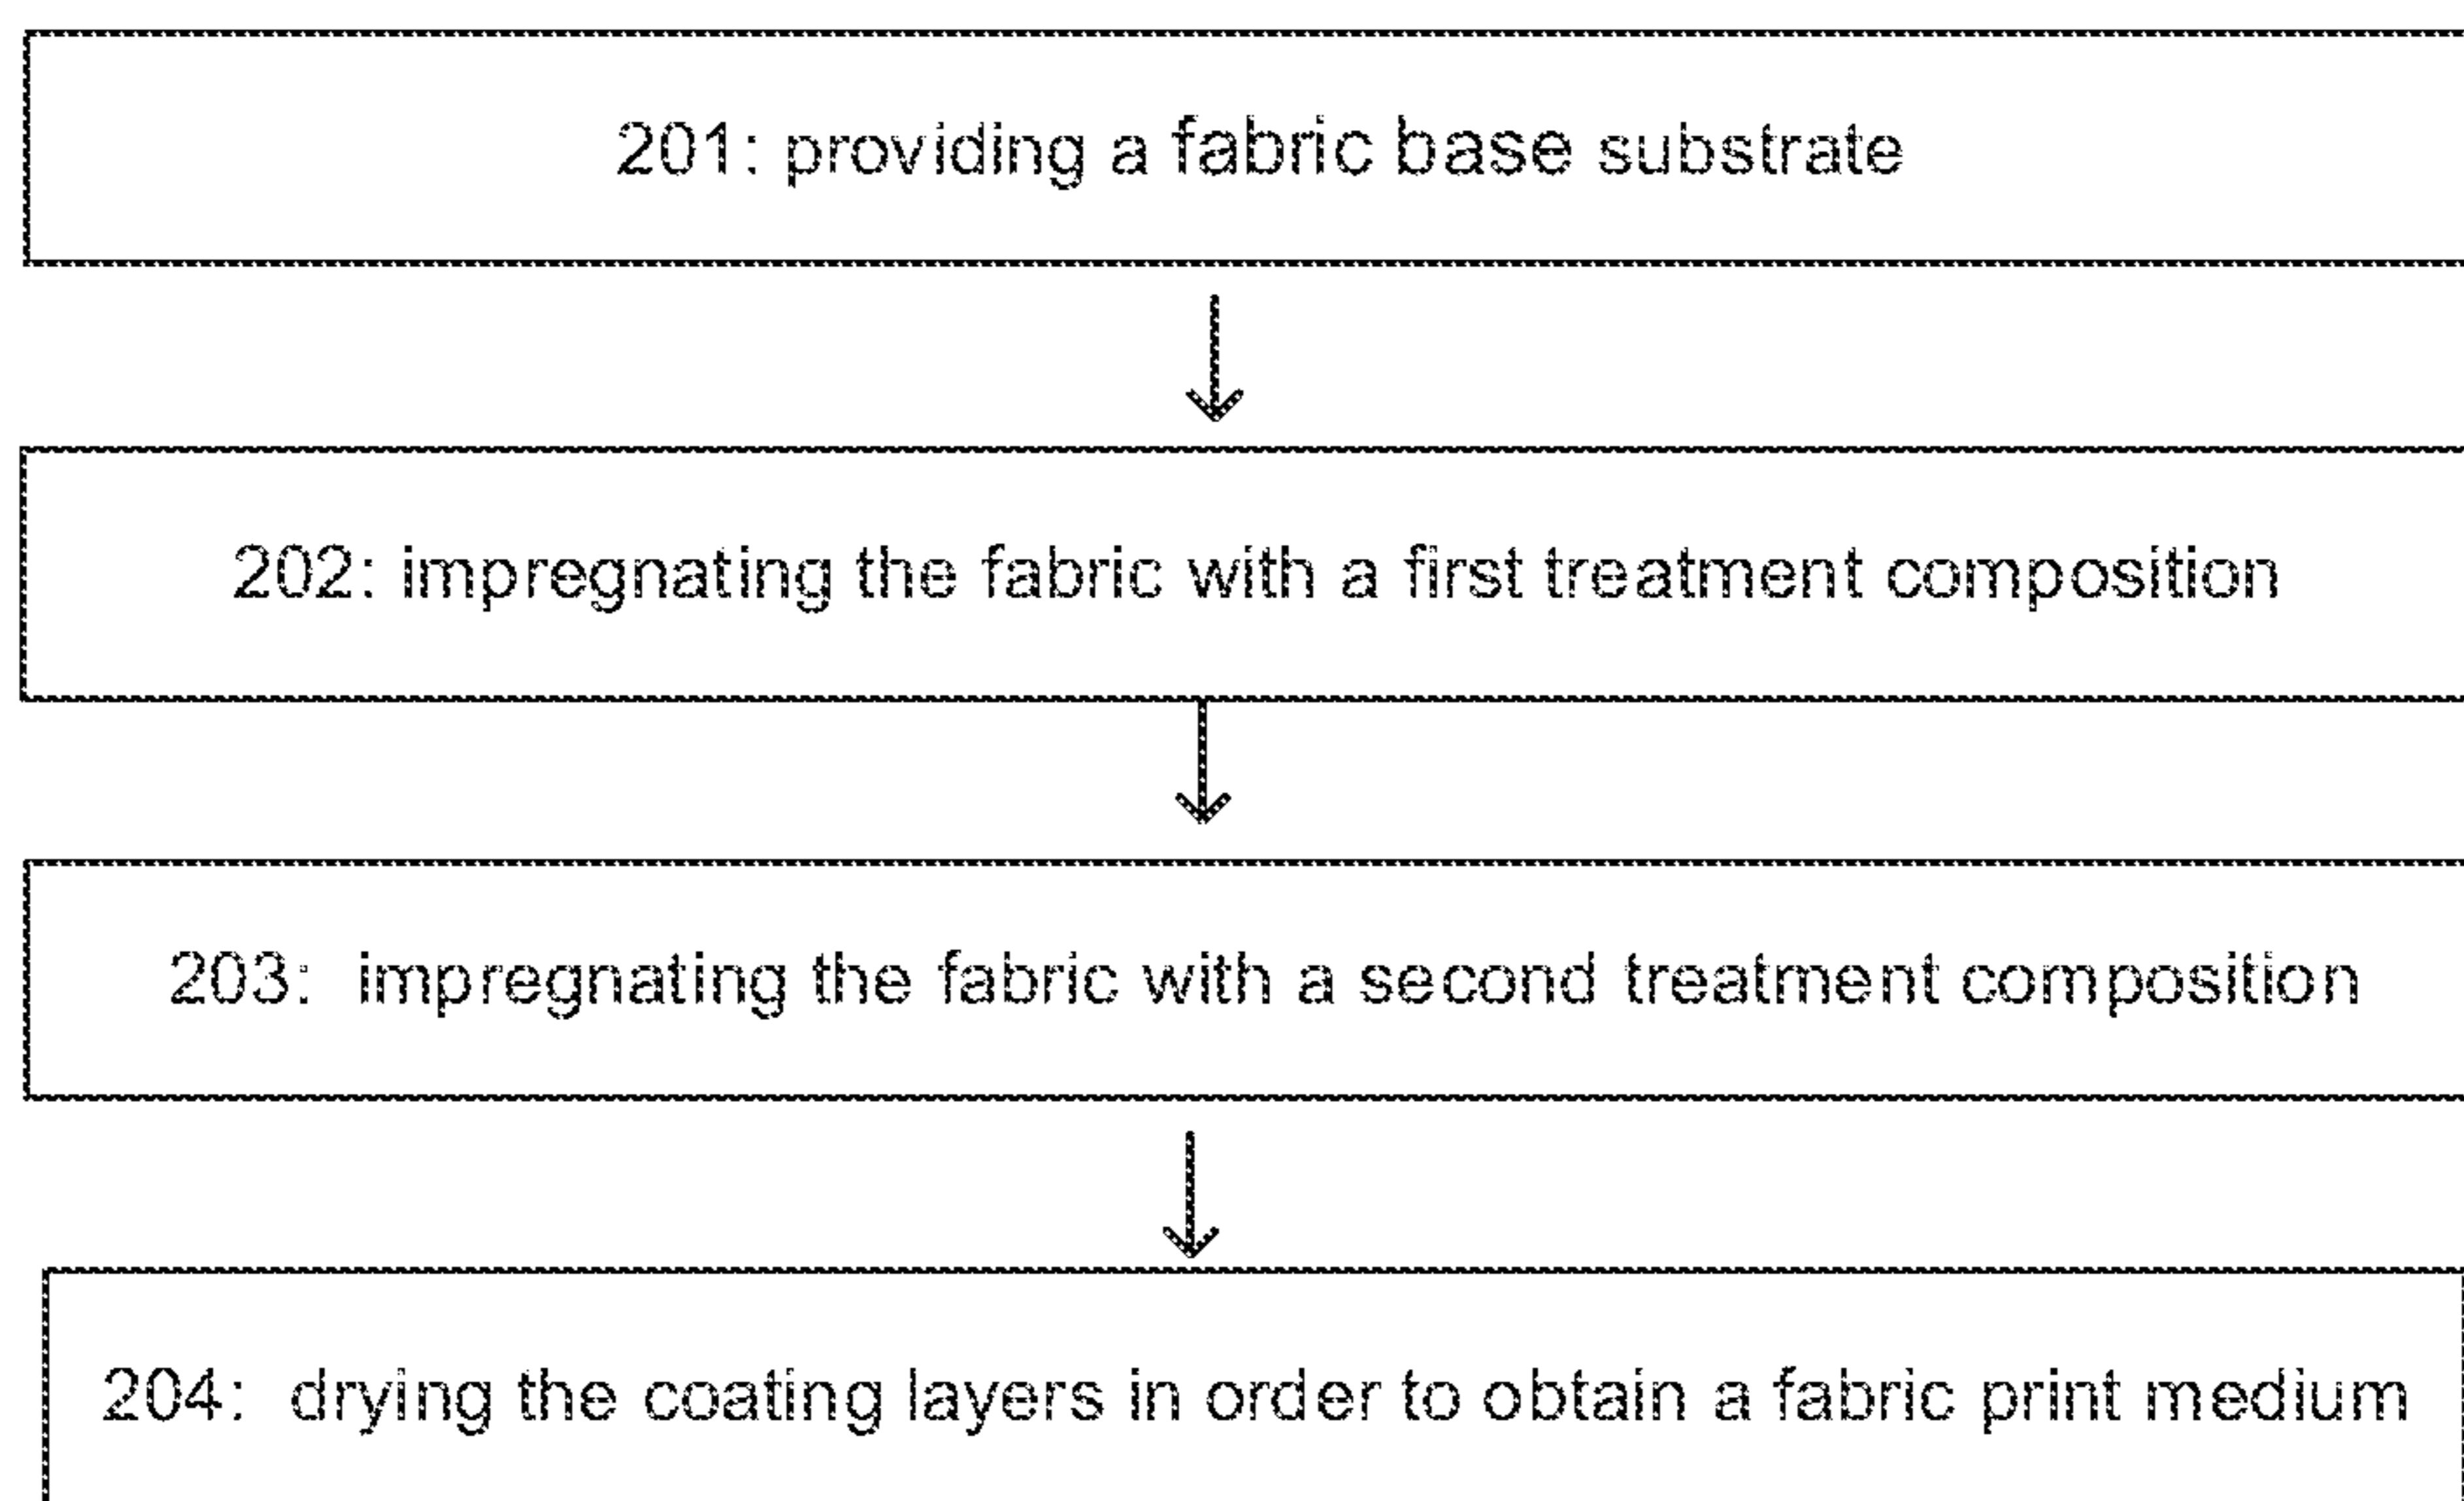 201: providing a fabric base substrate
202: impregnating the fabric with a first treatment composition
203: impregnating the fabric with a second treatment composition
204: drying the coating layers in order to obtain a fabric print medium